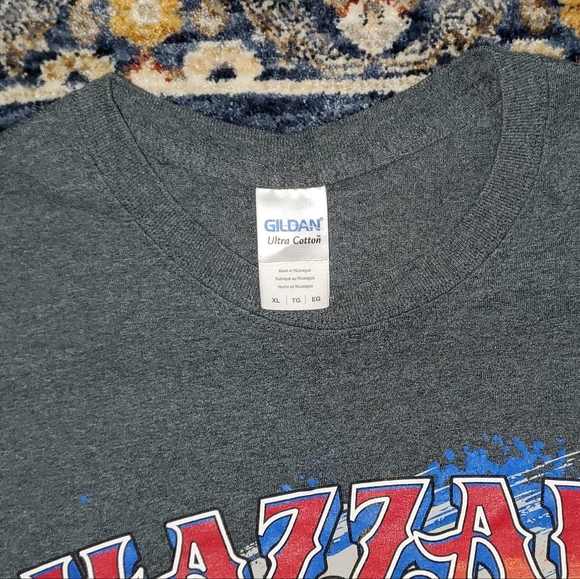 GILDAN®
Ultra Cotton
Made in Nicaragua
Fabriqué au Nicaragua
Hecho en Nicaragua
XL | TG | EG